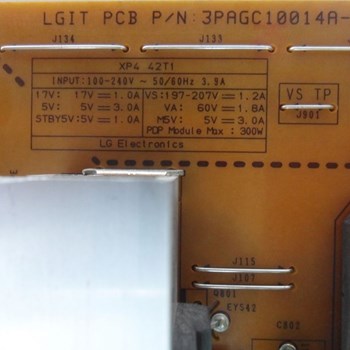 LGIT PCB P/N:3PAGC10014A-
J134 J133
XP4 42T1
INPUT:100-240V ~ 50/60Hz 3.9A
17V: 17V⎓1.0A VS:197-207V⎓1.2A
5V: 5V⎓3.0A VA: 60V⎓1.8A
STBY5V:5V⎓1.0A M5V: 5V⎓3.0A
PDP Module Max : 300W
LG Electronics
VS TP
J901
J115
J107
EY542
C802